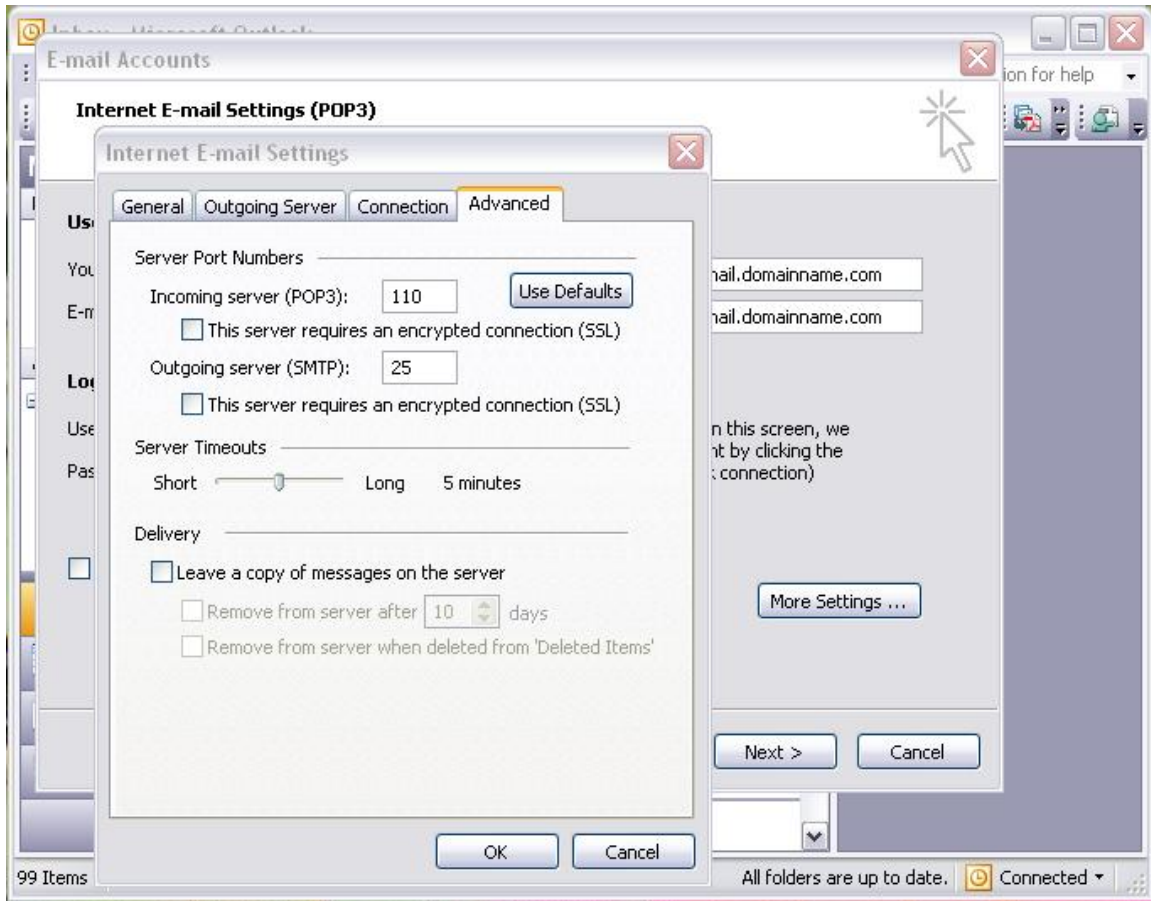 E-mail Accounts
ion for help
Internet E-mail Settings (POP3)
Internet E-mail Settings
General Outgoing Server Connection Advanced
Server Port Numbers
You
mail.domainname.com
Incoming server (POP3): 110 Use Defaults
E-m
mail.domainname.com
This server requires an encrypted connection (SSL)
Outgoing server (SMTP): 25
This server requires an encrypted connection (SSL)
Use
n this screen, we
Server Timeouts
nt by clicking the
Pas
connection)
Short Long 5 minutes
Delivery
Leave a copy of messages on the server
Remove from server after 10 days
More Settings ...
Remove from server when deleted from 'Deleted Items'
Next > Cancel
OK Cancel
99 Items
All folders are up to date. Connected